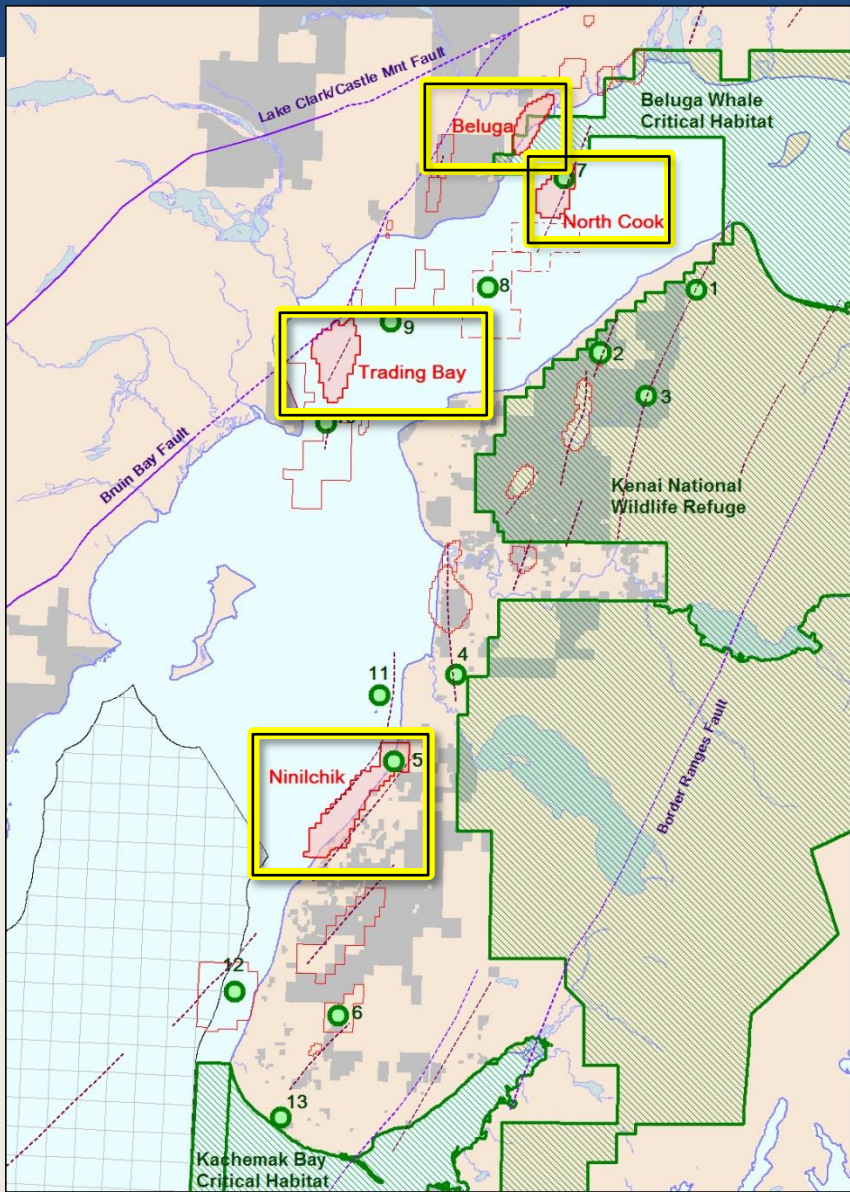 Lake Clark/Castle Mnt Fault
Beluga
Beluga Whale
Critical Habitat
7
North Cook
8
1
9
2
Trading Bay
3
Bruin Bay Fault
Kenai National
Wildlife Refuge
4
11
Border Ranges Fault
5
Ninilchik
12
6
13
Kachemak Bay
Critical Habitat